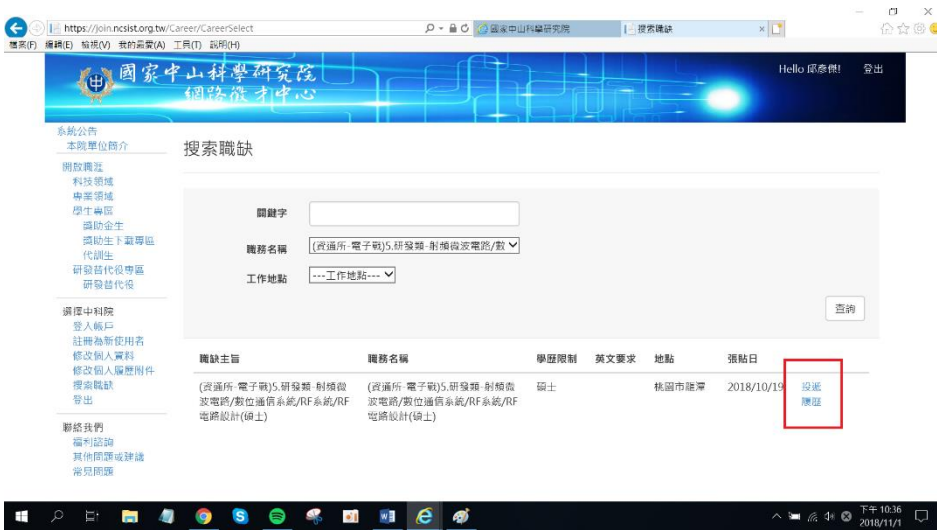 https://join.ncsist.org.tw/Career/CareerSelect
國家中山科學研究院
搜索職缺
檔案(F) 編輯(E) 檢視(V) 我的最愛(A) 工具(T) 說明(H)
國家中山科學研究院
網路徵才中心
Hello 邱彥傑!
登出
系統公告
本院單位簡介
開放職涯
科技領域
專業領域
學生專區
獎助金生
獎助生下載專區
代訓生
研發替代役專區
研發替代役
選擇中科院
登入帳戶
註冊為新使用者
修改個人資料
修改個人履歷附件
搜索職缺
登出
聯絡我們
福利諮詢
其他問題或建議
常見問題
搜索職缺
關鍵字
職務名稱 (資通所-電子戰)5.研發類-射頻微波電路/數
工作地點 ---工作地點---
查詢
職缺主旨 職務名稱 學歷限制 英文要求 地點 張貼日
(資通所-電子戰)5.研發類-射頻微
波電路/數位通信系統/RF系統/RF
電路設計(碩士)
(資通所-電子戰)5.研發類-射頻微
波電路/數位通信系統/RF系統/RF
電路設計(碩士)
碩士
桃園市龍潭
2018/10/19
投遞
履歷
下午 10:36
2018/11/1